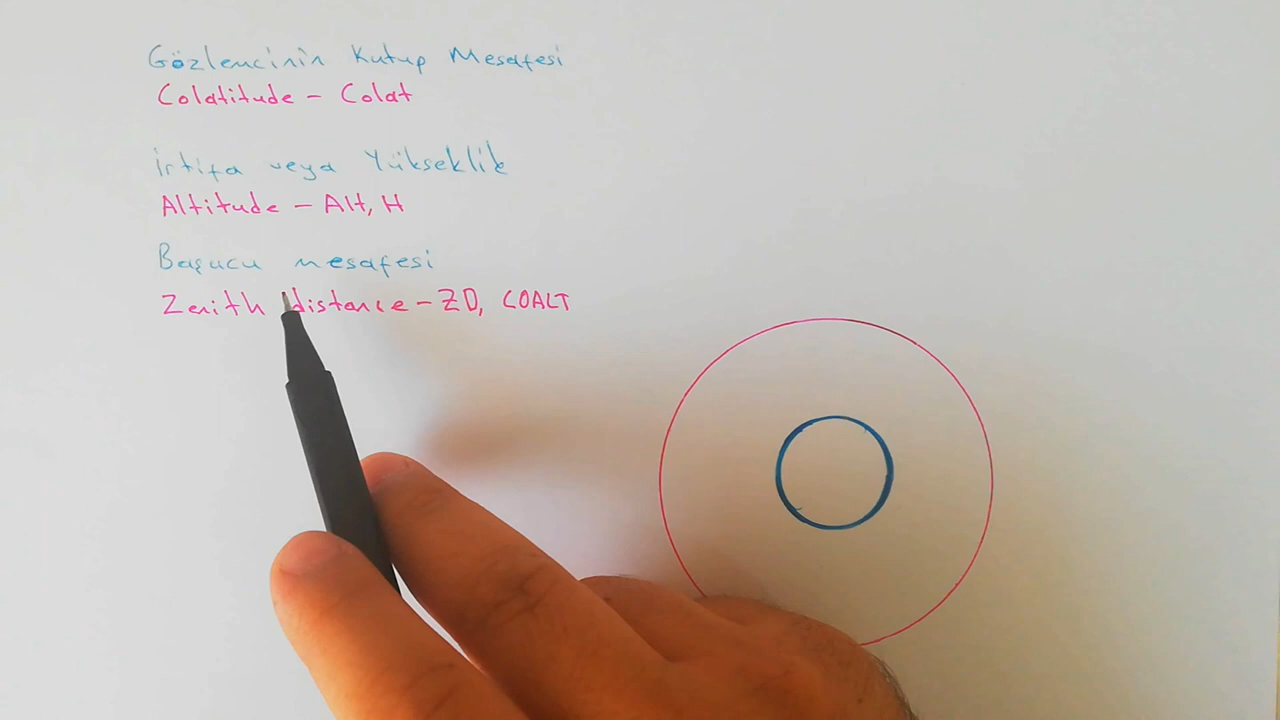 Gözlemcinin Kutup Mesafesi
Colatitude - Colat
İrtifa veya Yükseklik
Altitude - Alt, H
Başucu mesafesi
Zenith distance - ZD, COALT